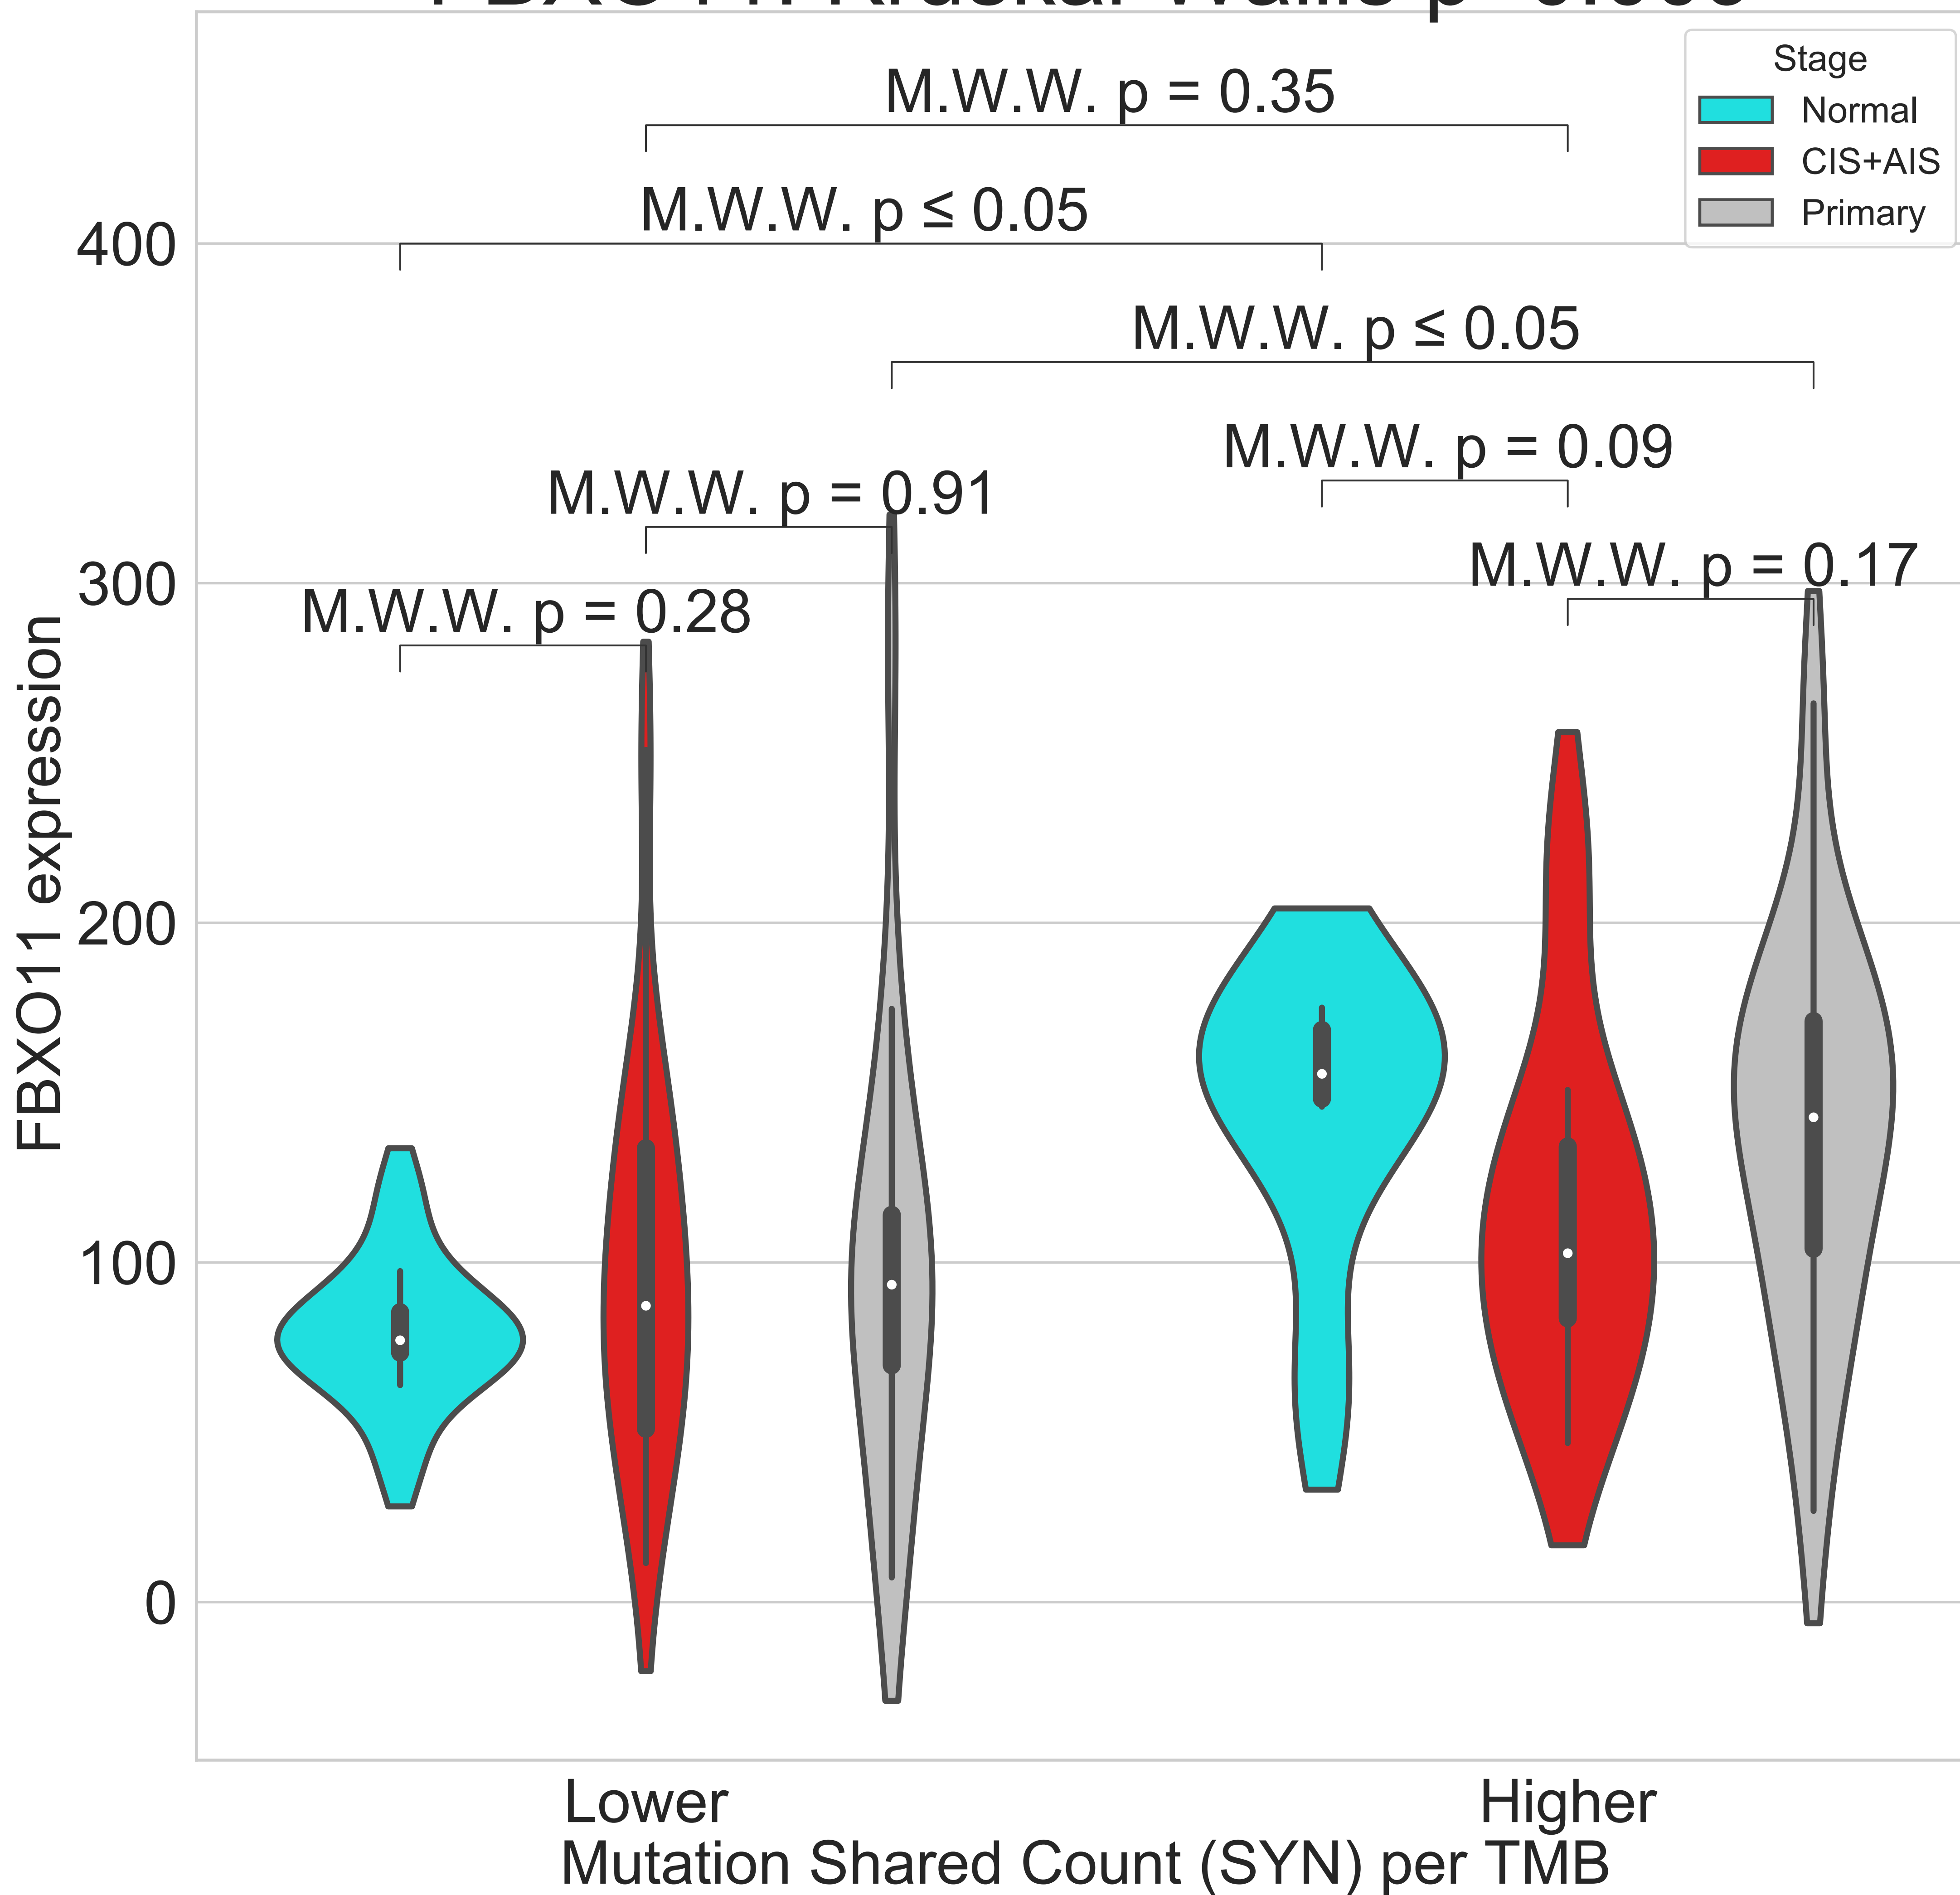 Stage
Normal
CIS+AIS
Primary
M.W.W. p = 0.35
M.W.W. p ≤ 0.05
M.W.W. p ≤ 0.05
M.W.W. p = 0.09
M.W.W. p = 0.91
M.W.W. p = 0.17
M.W.W. p = 0.28
FBXO11 expression
400
300
200
100
0
Lower
Higher
Mutation Shared Count (SYN) per TMB